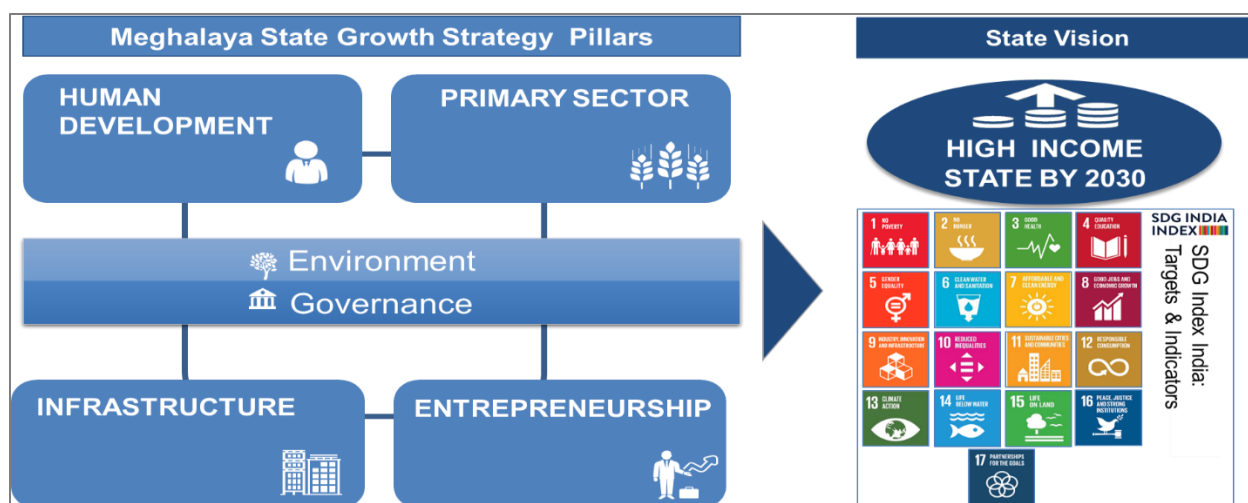 Meghalaya State Growth Strategy Pillars
State Vision
HUMAN
DEVELOPMENT
PRIMARY SECTOR
Environment
Governance
INFRASTRUCTURE
ENTREPRENEURSHIP
HIGH INCOME
STATE BY 2030
1 NO
POVERTY
2 NO
HUNGER
3 GOOD
HEALTH
4 QUALITY
EDUCATION
5 GENDER
EQUALITY
6 CLEAN WATER
AND SANITATION
7 AFFORDABLE AND
CLEAN ENERGY
8 GOOD JOBS AND
ECONOMIC GROWTH
9 INDUSTRY, INNOVATION
AND INFRASTRUCTURE
10 REDUCED
INEQUALITIES
11 SUSTAINABLE CITIES
AND COMMUNITIES
12 RESPONSIBLE
CONSUMPTION
13 CLIMATE
ACTION
14 LIFE
BELOW WATER
15 LIFE
ON LAND
16 PEACE, JUSTICE
AND STRONG
INSTITUTIONS
17 PARTNERSHIPS
FOR THE GOALS
SDG INDIA
INDEX
SDG Index India:
Targets & Indicators